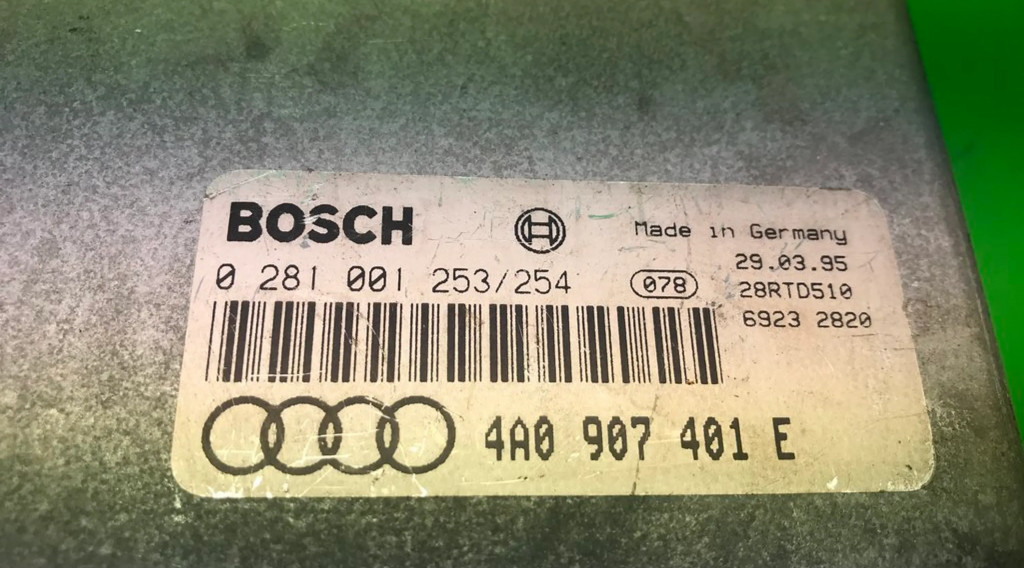 BOSCH
Made in Germany
29.03.95
0 281 001 253/254
078
28RTD510
6923 2820
4A0 907 401 E